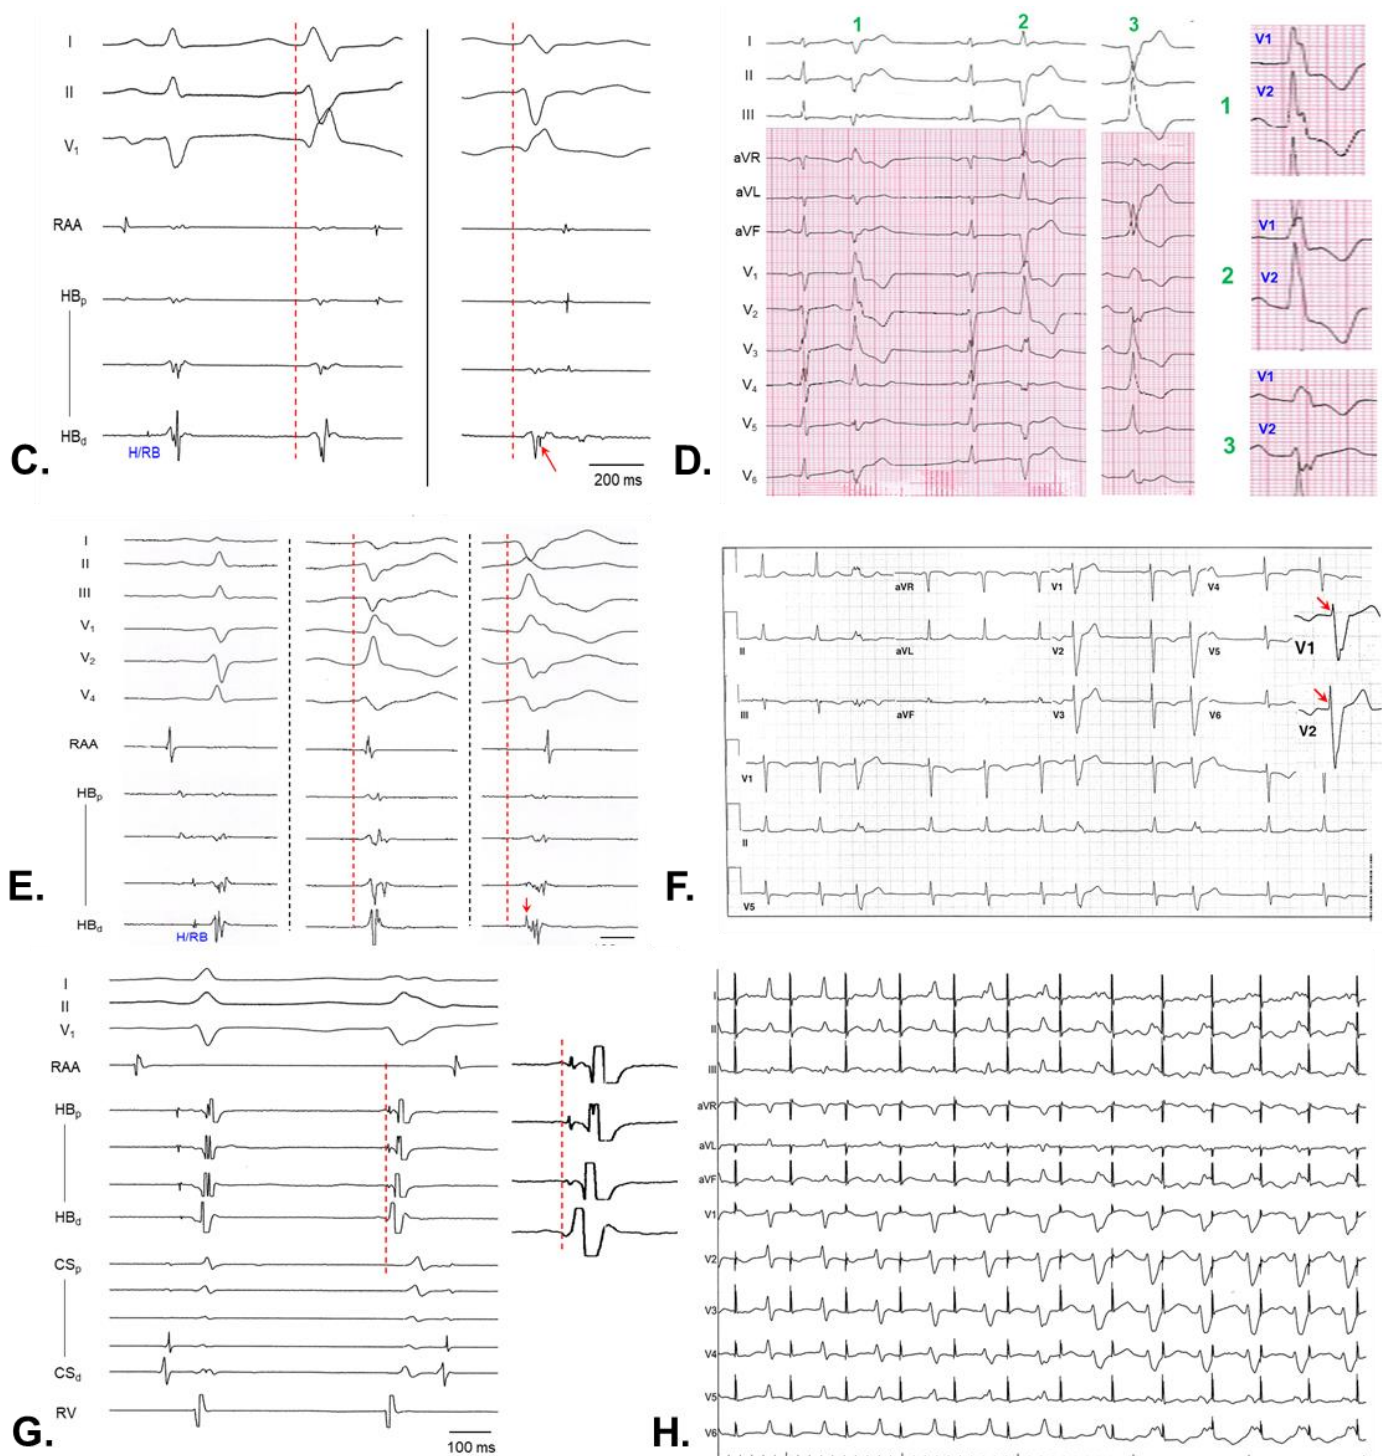 I
II
V1
RAA
HBp
HBd
H/RB
200 ms
C.
1
2
3
I
II
III
aVR
aVL
aVF
V1
V2
V3
V4
V5
V6
D.
V1
V2
1
V1
V2
2
V1
V2
3
I
II
III
V1
V2
V4
RAA
HBp
HBd
H/RB
E.
aVR
V1
V4
II
aVL
V2
V5
III
aVF
V3
V6
V1
II
V5
V1
V2
F.
I
II
V1
RAA
HBp
HBd
CSp
CSd
RV
100 ms
G.
I
II
III
aVR
aVL
aVF
V1
V2
V3
V4
V5
V6
H.